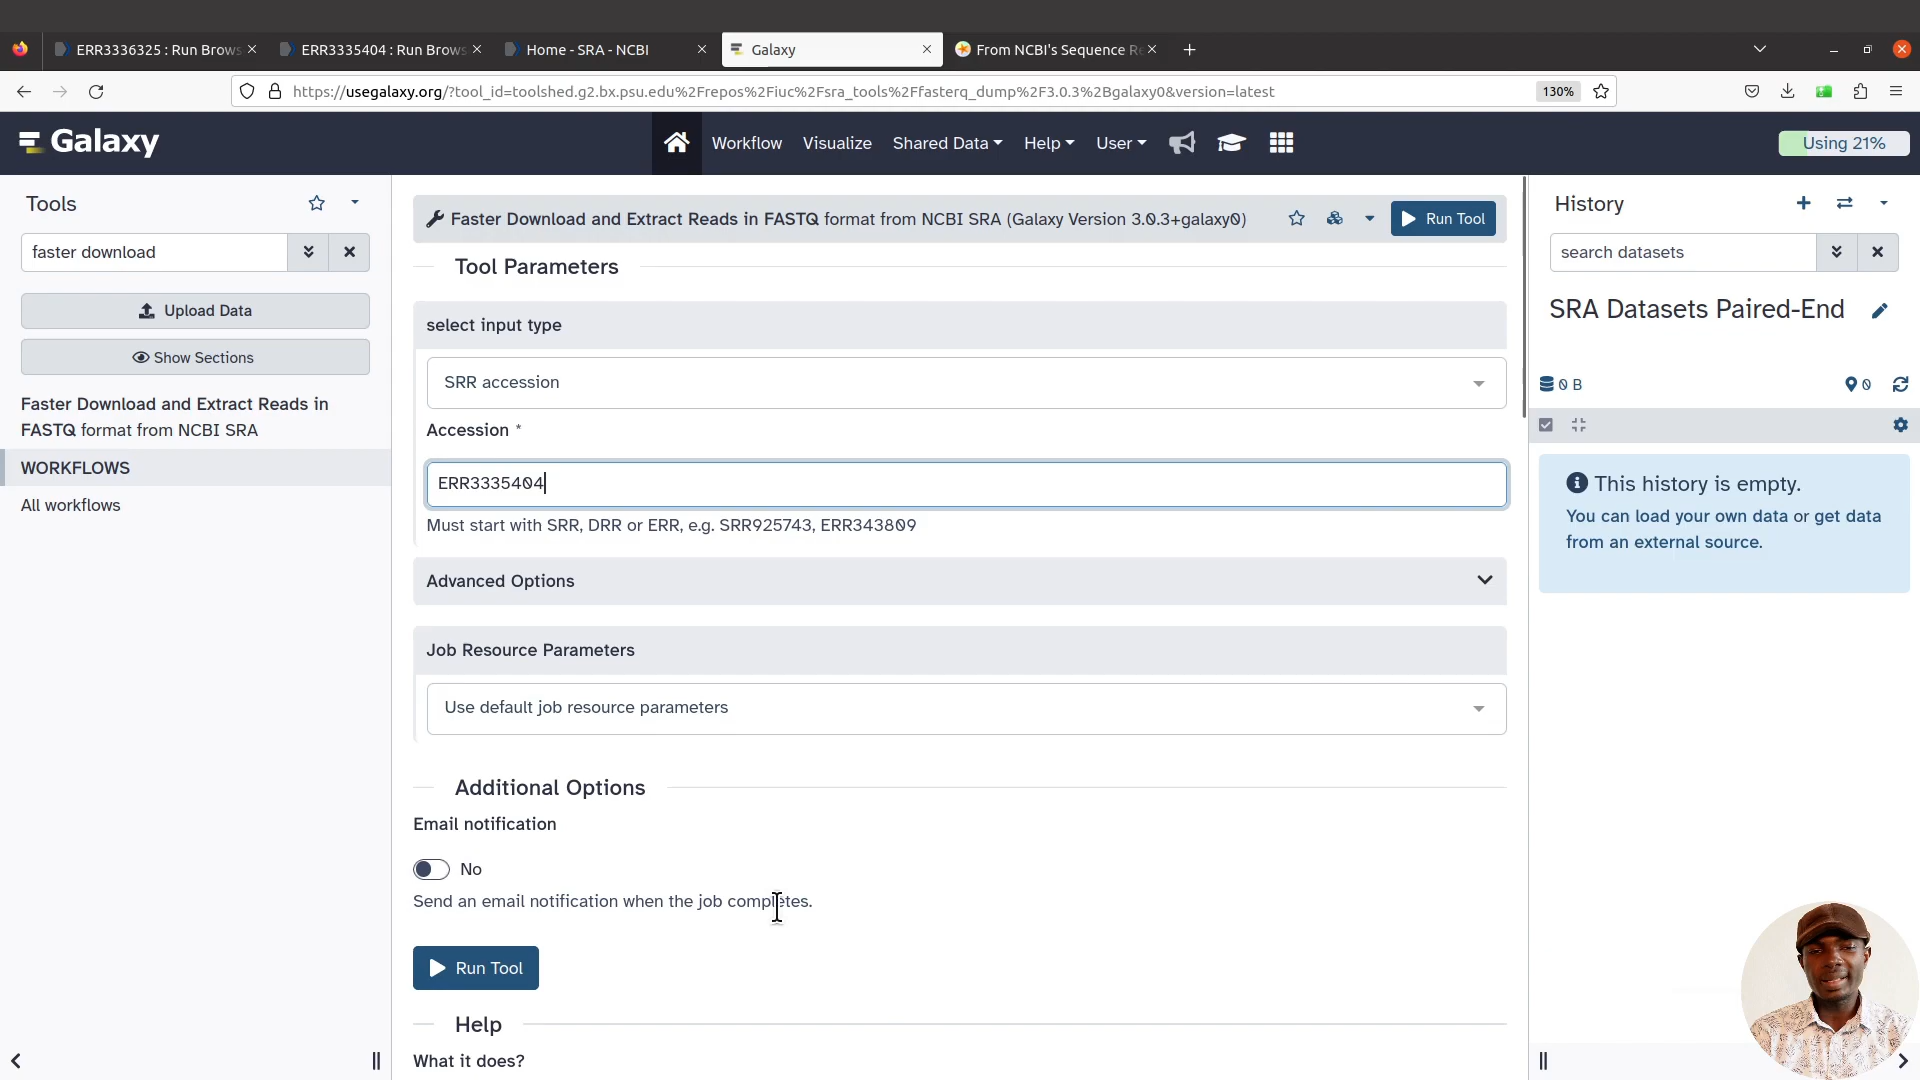 ERR3336325 : Run Brows
ERR3335404 : Run Brows
Home - SRA - NCBI
Galaxy
From NCBI's Sequence Re
https://usegalaxy.org/?tool_id=toolshed.g2.bx.psu.edu%2Frepos%2Fiuc%2Fsra_tools%2Ffasterq_dump%2F3.0.3%2Bgalaxy0&version=latest
130%
Galaxy
Workflow
Visualize
Shared Data
Help
User
Using 21%
Tools
faster download
Upload Data
Show Sections
Faster Download and Extract Reads in
FASTQ format from NCBI SRA
WORKFLOWS
All workflows
Faster Download and Extract Reads in FASTQ format from NCBI SRA (Galaxy Version 3.0.3+galaxy0)
Run Tool
Tool Parameters
select input type
SRR accession
Accession *
ERR3335404
Must start with SRR, DRR or ERR, e.g. SRR925743, ERR343809
Advanced Options
Job Resource Parameters
Use default job resource parameters
Additional Options
Email notification
No
Send an email notification when the job completes.
Run Tool
Help
What it does?
History
search datasets
SRA Datasets Paired-End
0 B
0
This history is empty.
You can load your own data or get data
from an external source.